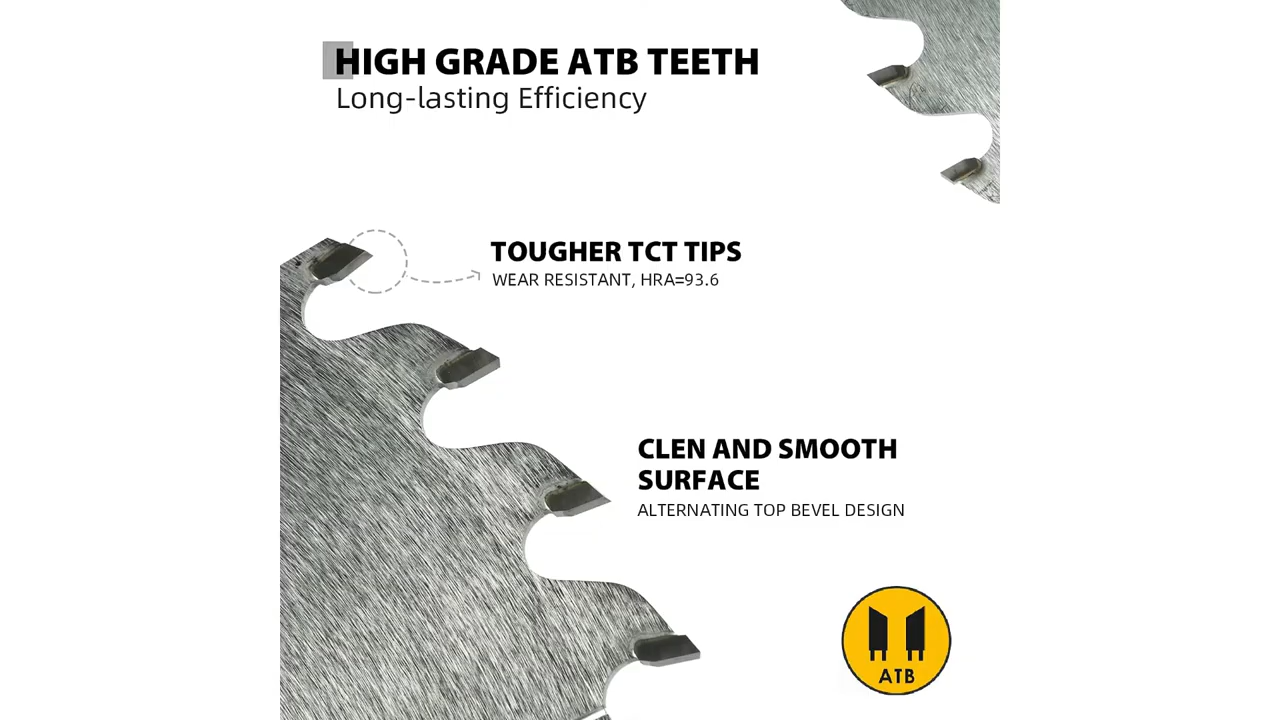 HIGH GRADE ATB TEETH
Long-lasting Efficiency
TOUGHER TCT TIPS
WEAR RESISTANT, HRA=93.6
CLEN AND SMOOTH
SURFACE
ALTERNATING TOP BEVEL DESIGN
ATB